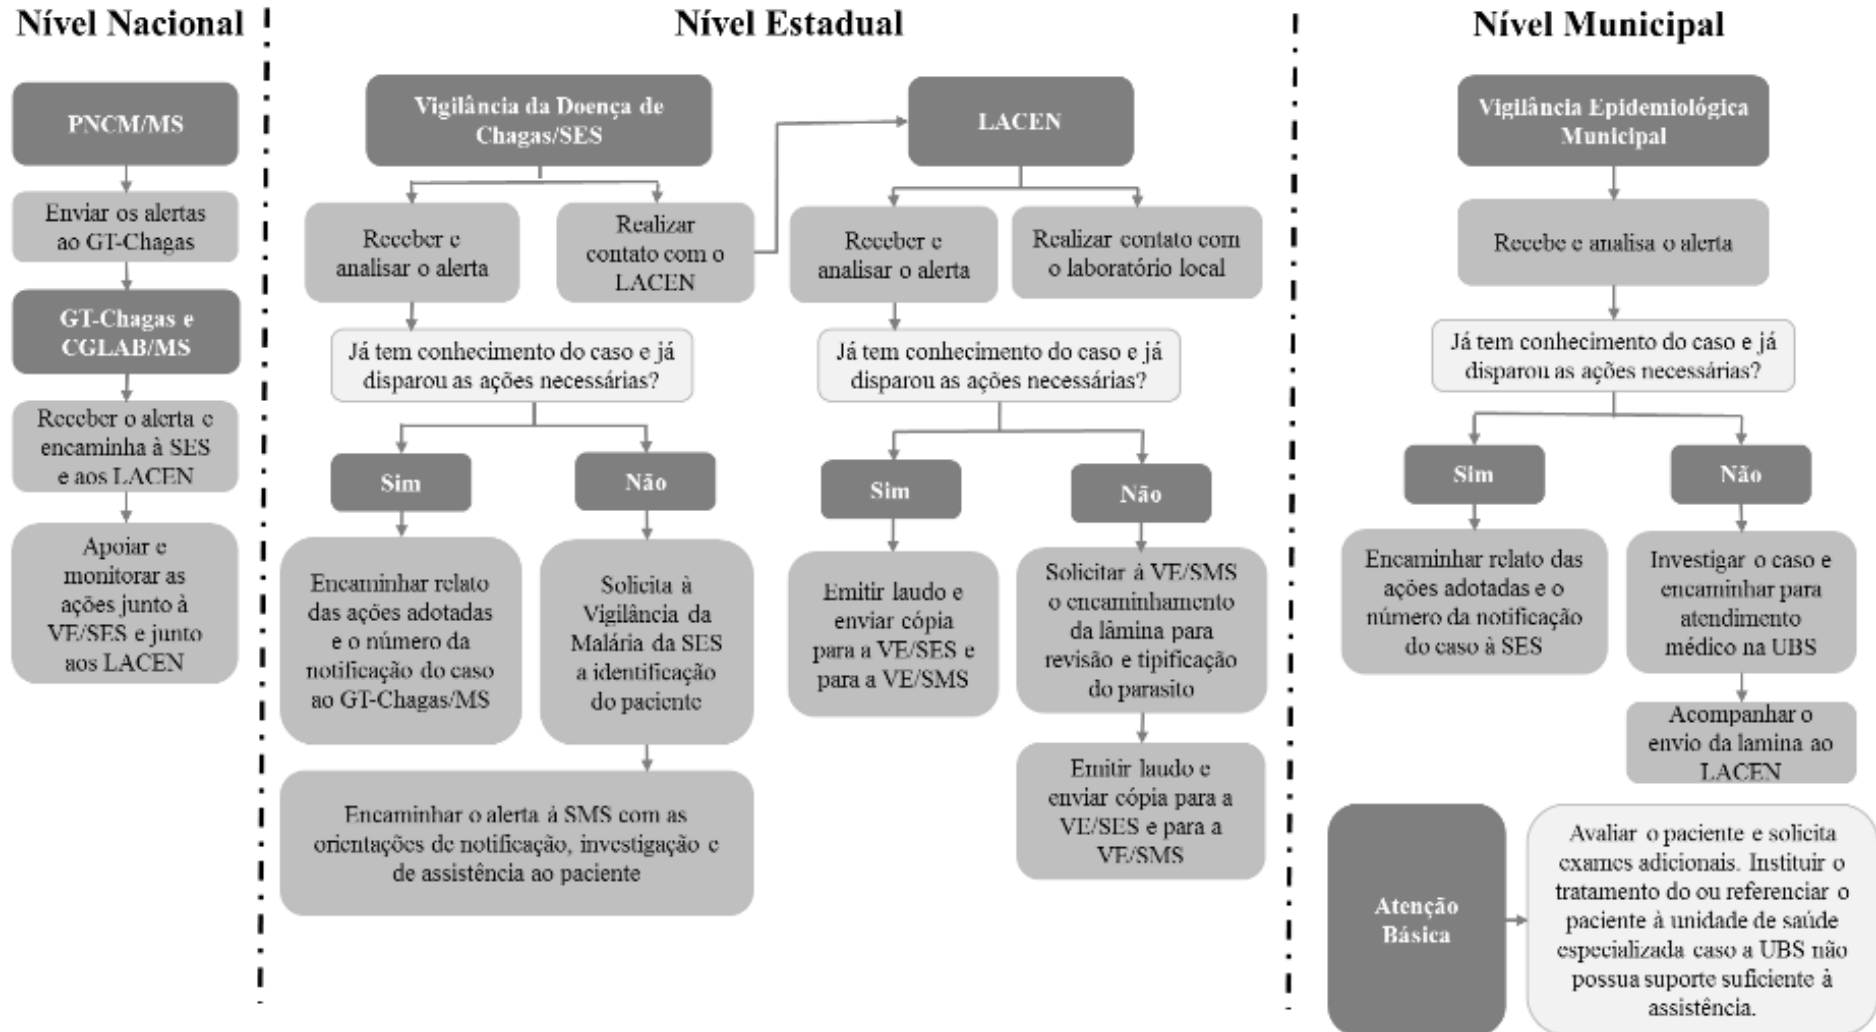 Nível Nacional
PNCM/MS
Enviar os alertas
ao GT-Chagas
GT-Chagas e
CGLAB/MS
Receber o alerta e
encaminha à SES
e aos LACEN
Apoiar e
monitorar as
ações junto à
VE/SES e junto
aos LACEN
Nível Estadual
Vigilância da Doença de
Chagas/SES
Receber e
analisar o alerta
Realizar
contato com o
LACEN
Já tem conhecimento do caso e já
disparou as ações necessárias?
Sim
Não
Encaminhar relato
das ações adotadas
e o número da
notificação do caso
ao GT-Chagas/MS
Solicita à
Vigilância da
Malária da SES
a identificação
do paciente
Encaminhar o alerta à SMS com as
orientações de notificação, investigação e
de assistência ao paciente
LACEN
Receber e
analisar o alerta
Realizar contato com
o laboratório local
Já tem conhecimento do caso e já
disparou as ações necessárias?
Sim
Não
Emitir laudo e
enviar cópia
para a VE/SES e
para a VE/SMS
Solicitar à VE/SMS
o encaminhamento
da lâmina para
revisão e tipificação
do parasito
Emitir laudo e
enviar cópia para a
VE/SES e para a
VE/SMS
Nível Municipal
Vigilância Epidemiológica
Municipal
Recebe e analisa o alerta
Já tem conhecimento do caso e já
disparou as ações necessárias?
Sim
Não
Encaminhar relato das
ações adotadas e o
número da notificação
do caso à SES
Investigar o caso e
encaminhar para
atendimento
médico na UBS
Acompanhar o
envio da lamina ao
LACEN
Atenção
Básica
Avaliar o paciente e solicita
exames adicionais. Instituir o
tratamento do ou referenciar o
paciente à unidade de saúde
especializada caso a UBS não
possua suporte suficiente à
assistência.